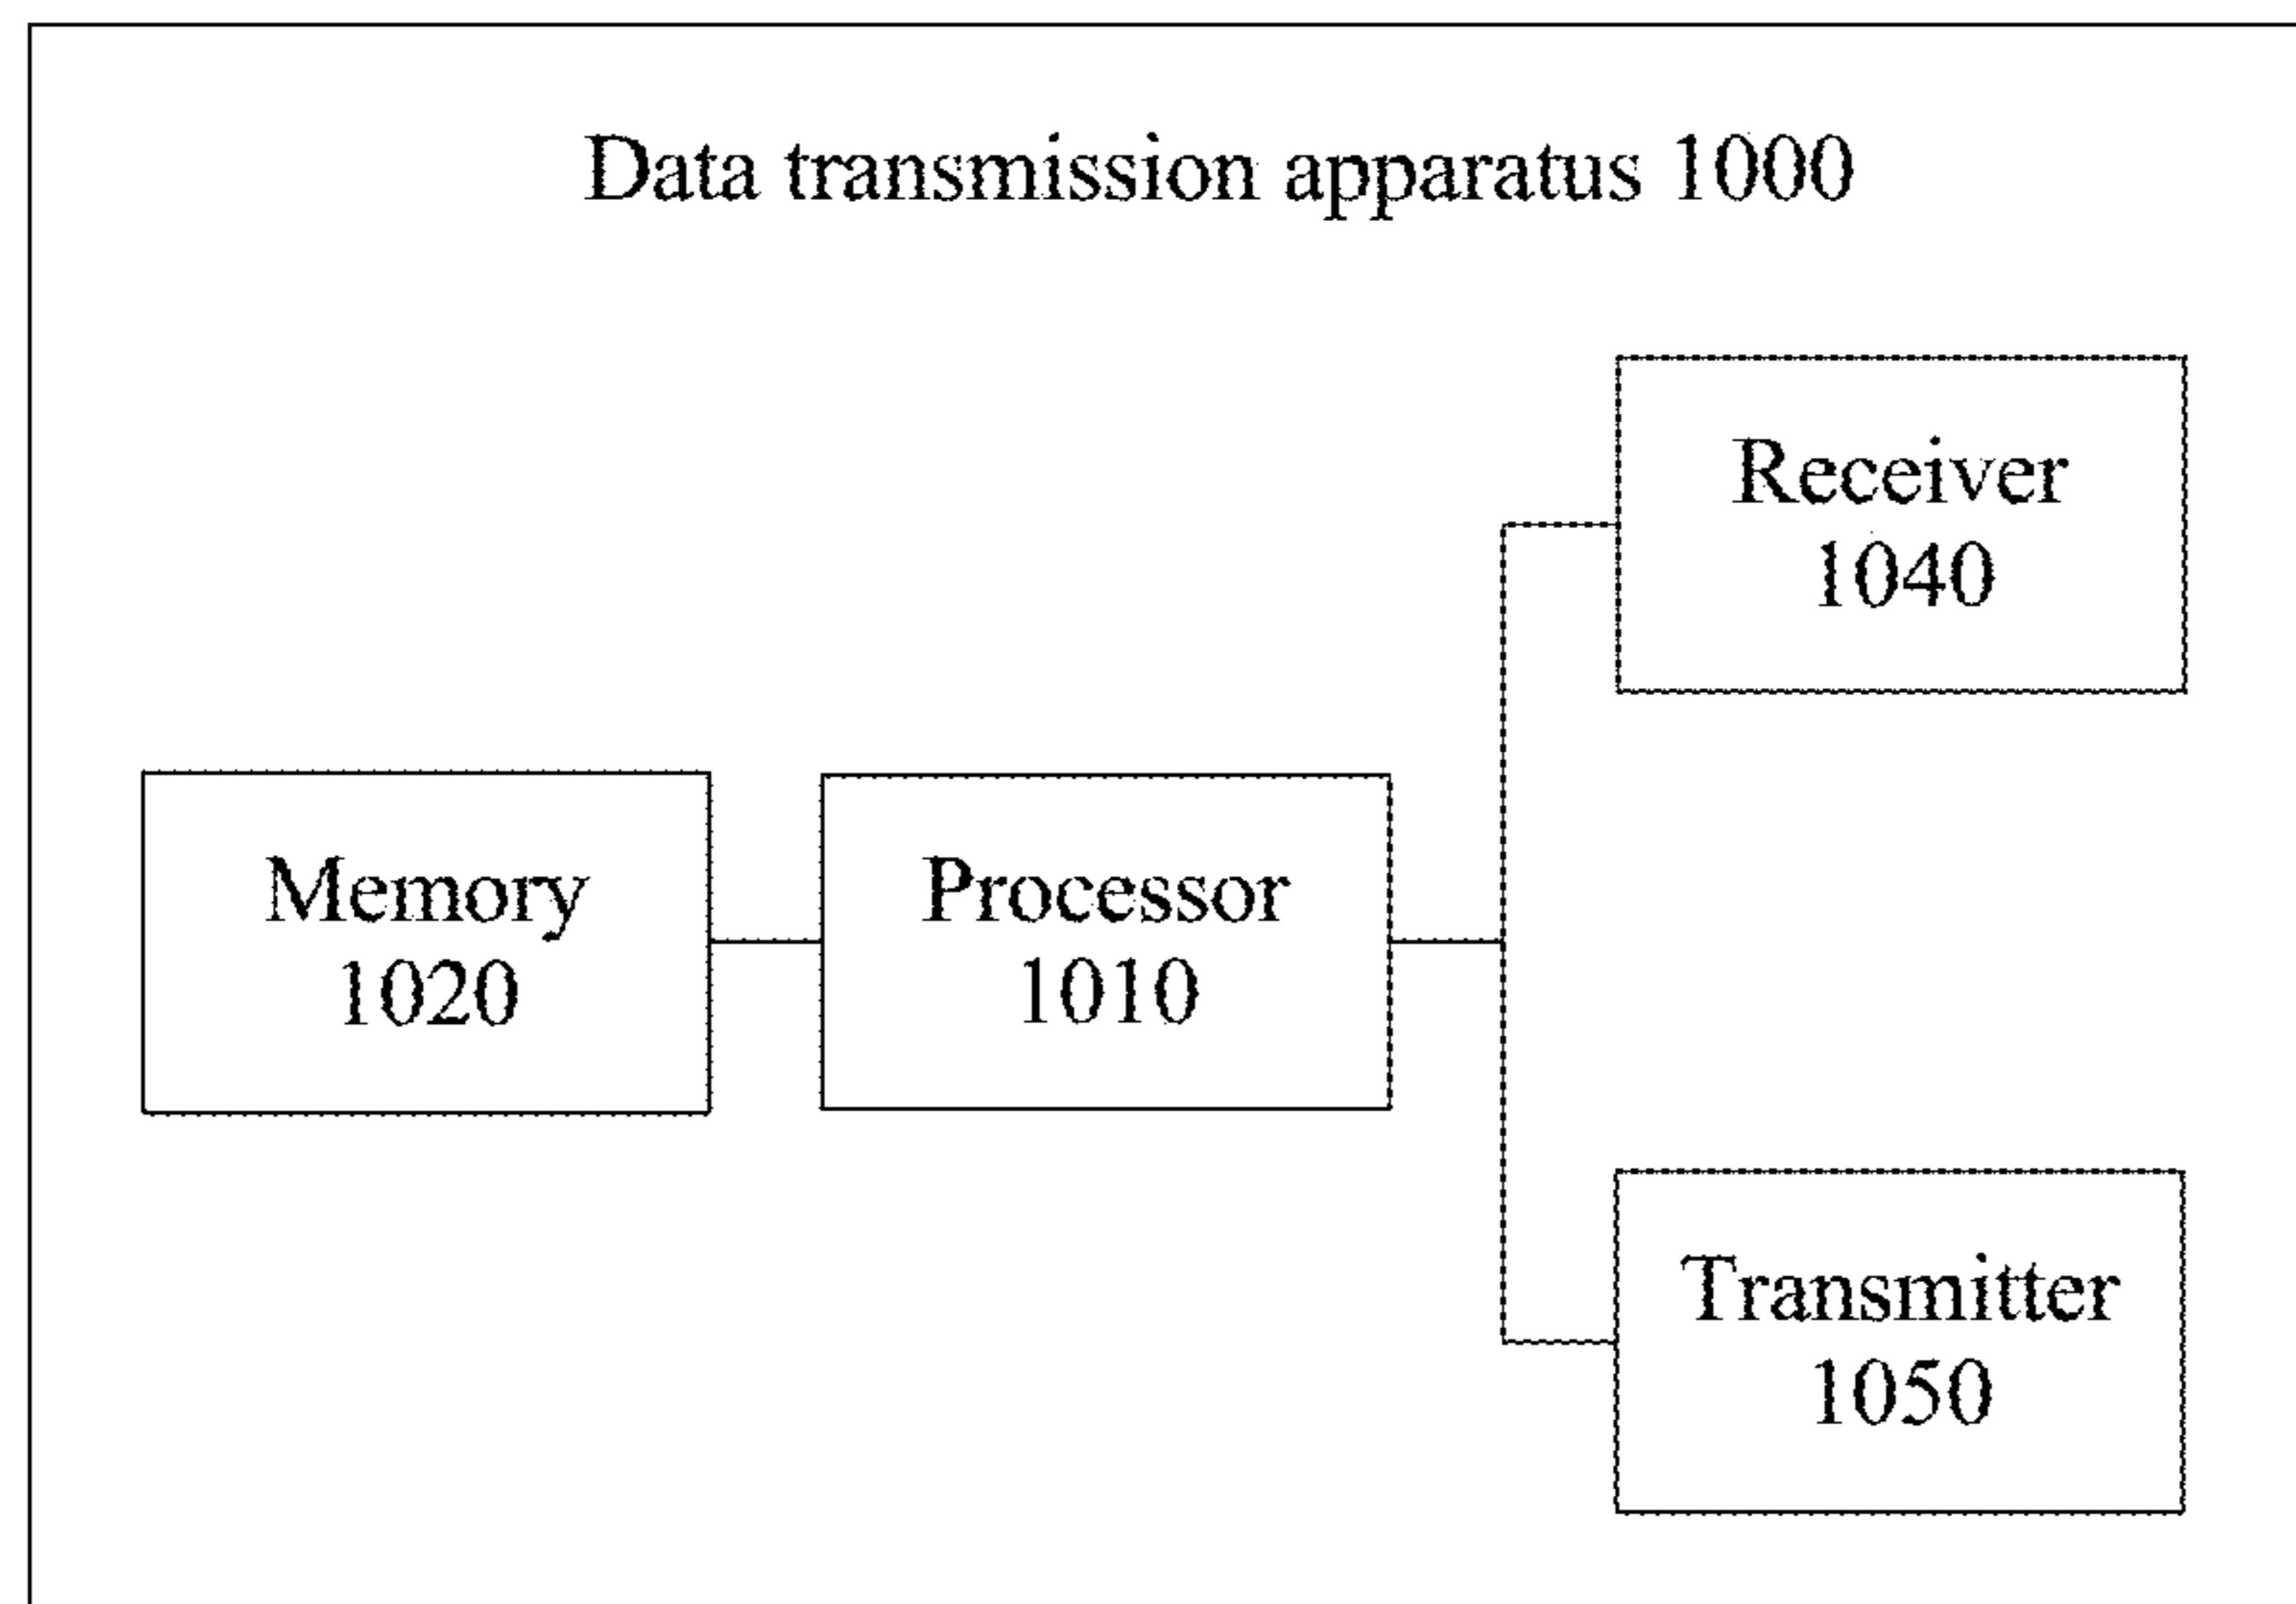 Data transmission apparatus 1000
Receiver
1040
Memory
1020
Processor
1010
Transmitter
1050